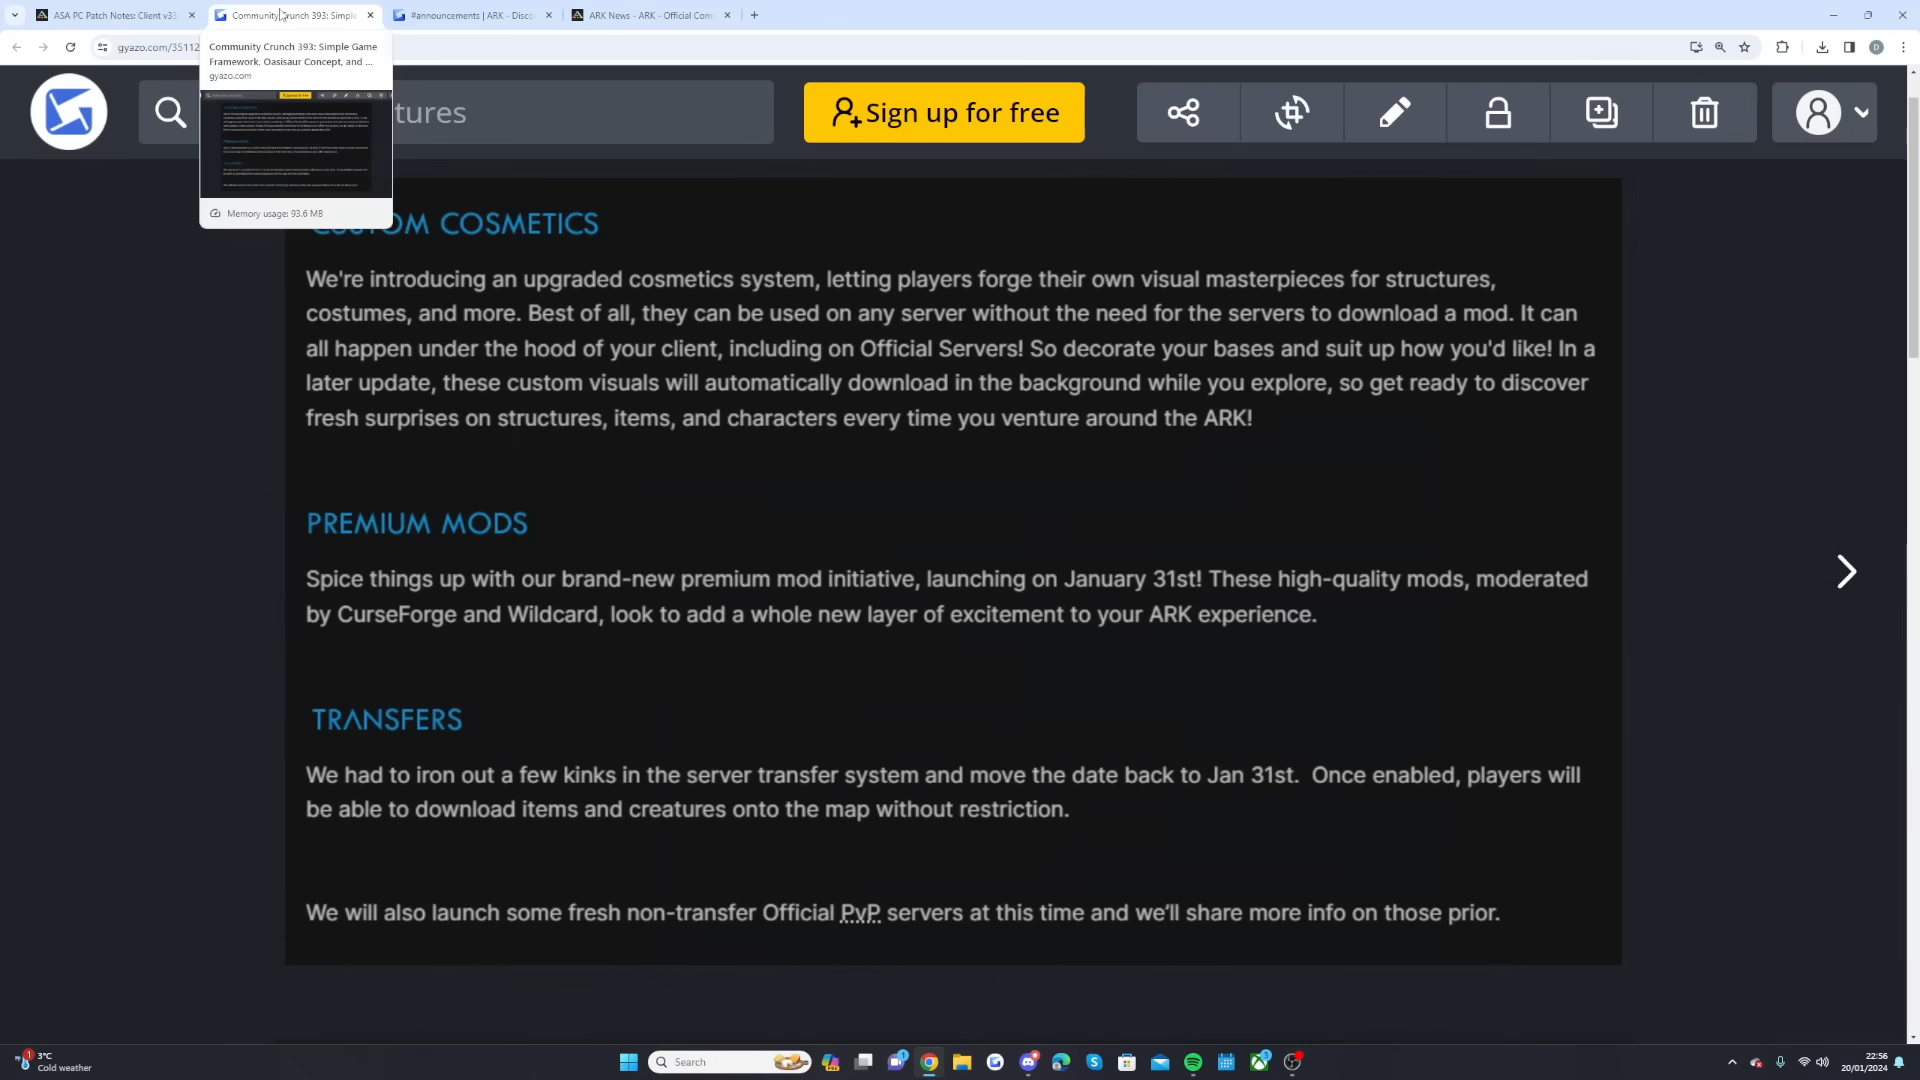 ASA PC Patch Notes: Client v33
Community Crunch 393: Simple
#announcements | ARK - Disco
ARK News - ARK - Official Com
gyazo.com/35112
Community Crunch 393: Simple Game
Framework, Oasisaur Concept, and ...
gyazo.com
Memory usage: 93.6 MB
tures
Sign up for free
D
CUSTOM COSMETICS
We're introducing an upgraded cosmetics system, letting players forge their own visual masterpieces for structures,
costumes, and more. Best of all, they can be used on any server without the need for the servers to download a mod. It can
all happen under the hood of your client, including on Official Servers! So decorate your bases and suit up how you'd like! In a
later update, these custom visuals will automatically download in the background while you explore, so get ready to discover
fresh surprises on structures, items, and characters every time you venture around the ARK!
PREMIUM MODS
Spice things up with our brand-new premium mod initiative, launching on January 31st! These high-quality mods, moderated
by CurseForge and Wildcard, look to add a whole new layer of excitement to your ARK experience.
TRANSFERS
We had to iron out a few kinks in the server transfer system and move the date back to Jan 31st.  Once enabled, players will
be able to download items and creatures onto the map without restriction.
We will also launch some fresh non-transfer Official PvP servers at this time and we'll share more info on those prior.
1
3°C
Cold weather
Search
22:56
20/01/2024